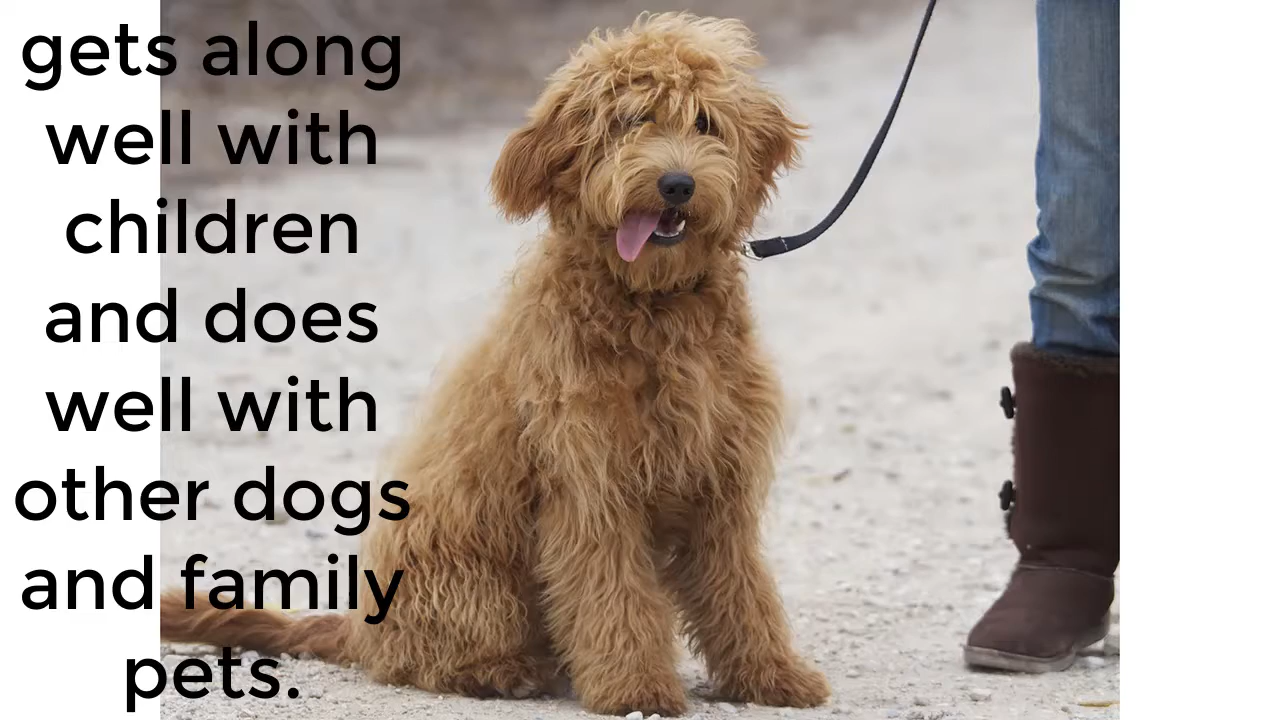 gets along
well with
children
and does
well with
other dogs
and family
pets.